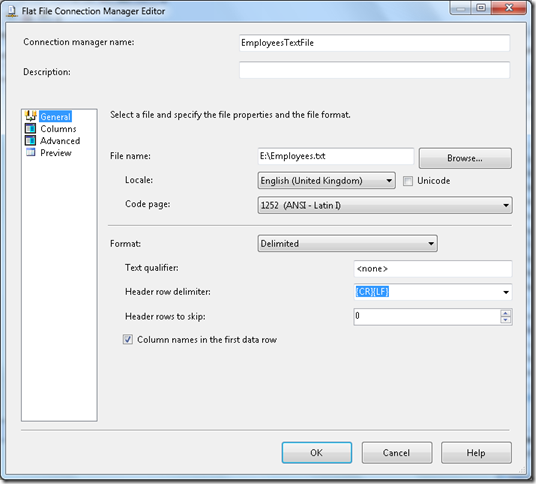 Flat File Connection Manager Editor
Connection manager name: EmployeesTextFile
Description:
General
Columns
Advanced
Preview
Select a file and specify the file properties and the file format.
File name: E:\Employees.txt Browse...
Locale: English (United Kingdom) Unicode
Code page: 1252 (ANSI - Latin I)
Format: Delimited
Text qualifier: <none>
Header row delimiter: {CR}{LF}
Header rows to skip: 0
Column names in the first data row
OK Cancel Help